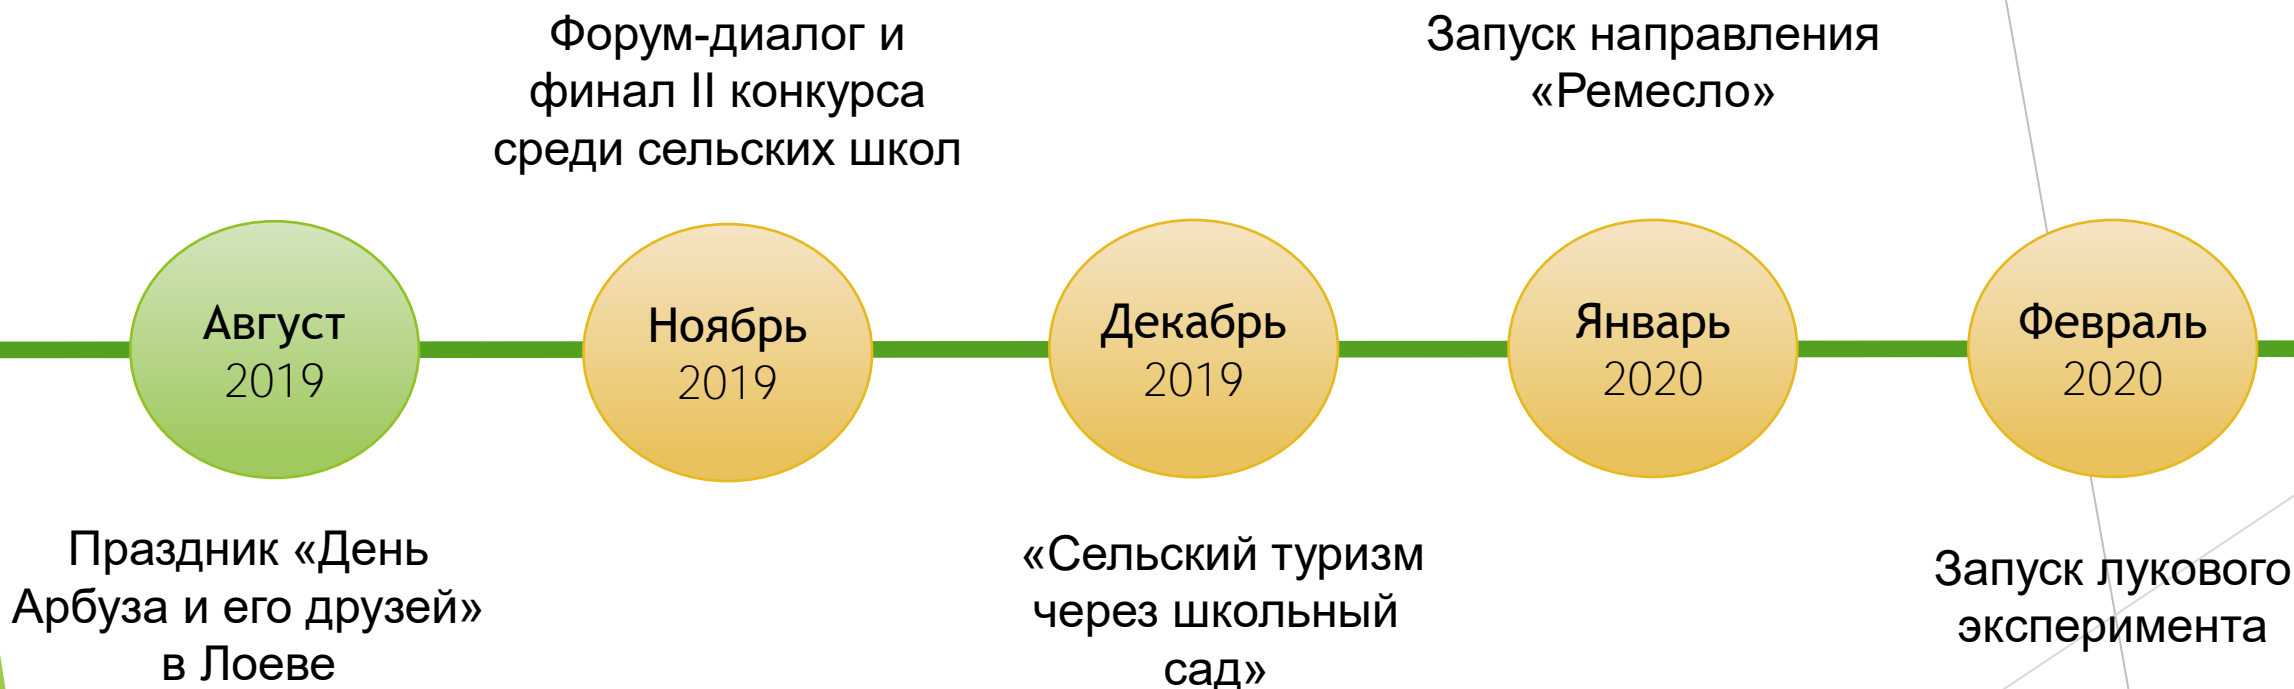 Форум-диалог и
финал II конкурса
среди сельских школ
Запуск направления
«Ремесло»
Август
2019
Ноябрь
2019
Декабрь
2019
Январь
2020
Февраль
2020
Праздник «День
Арбуза и его друзей»
в Лоеве
«Сельский туризм
через школьный
сад»
Запуск лукового
эксперимента